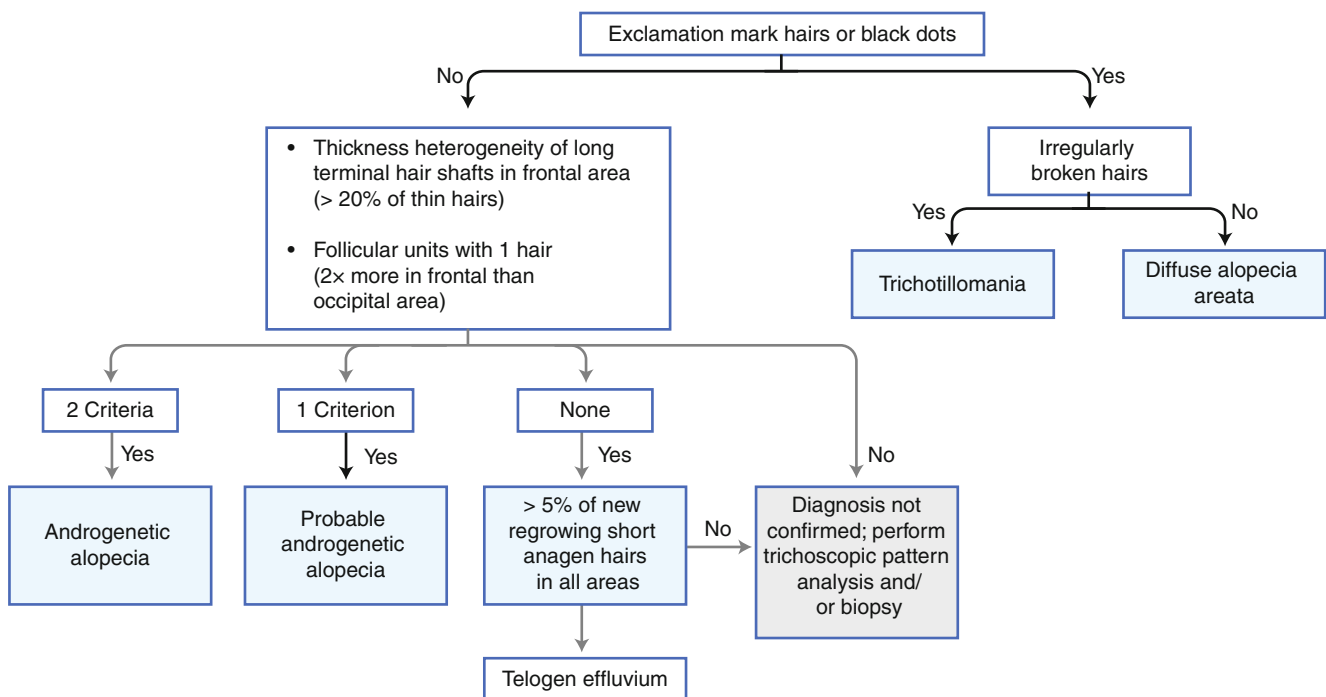 Exclamation mark hairs or black dots
No
Yes
• Thickness heterogeneity of long
terminal hair shafts in frontal area
(> 20% of thin hairs)
• Follicular units with 1 hair
(2× more in frontal than
occipital area)
Irregularly
broken hairs
Yes
No
Trichotillomania
Diffuse alopecia
areata
2 Criteria
1 Criterion
None
Yes
Yes
Yes
No
Androgenetic
alopecia
Probable
androgenetic
alopecia
> 5% of new
regrowing short
anagen hairs
in all areas
No
Diagnosis not
confirmed; perform
trichoscopic pattern
analysis and/
or biopsy
Telogen effluvium